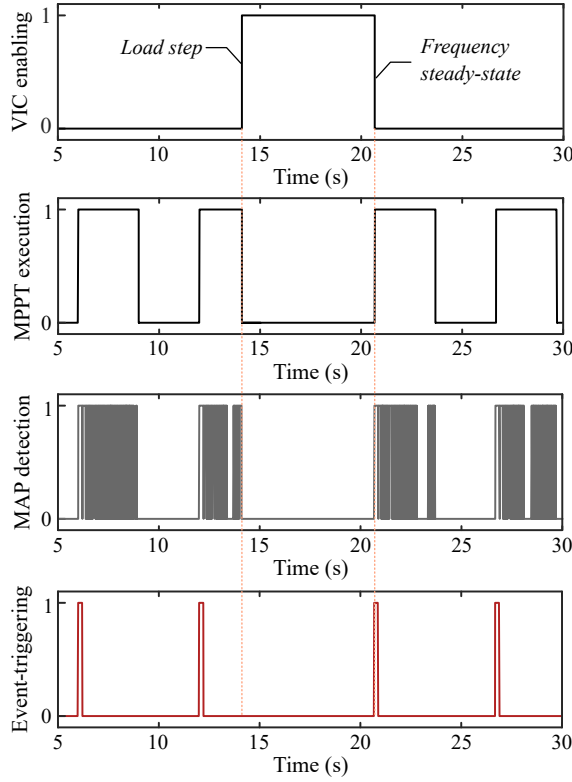 VIC enabling
1
0
Load step
Frequency
steady-state
5 10 15 20 25 30
Time (s)
MPPT execution
1
0
5 10 15 20 25 30
Time (s)
MAP detection
1
0
5 10 15 20 25 30
Time (s)
Event-triggering
1
0
5 10 15 20 25 30
Time (s)